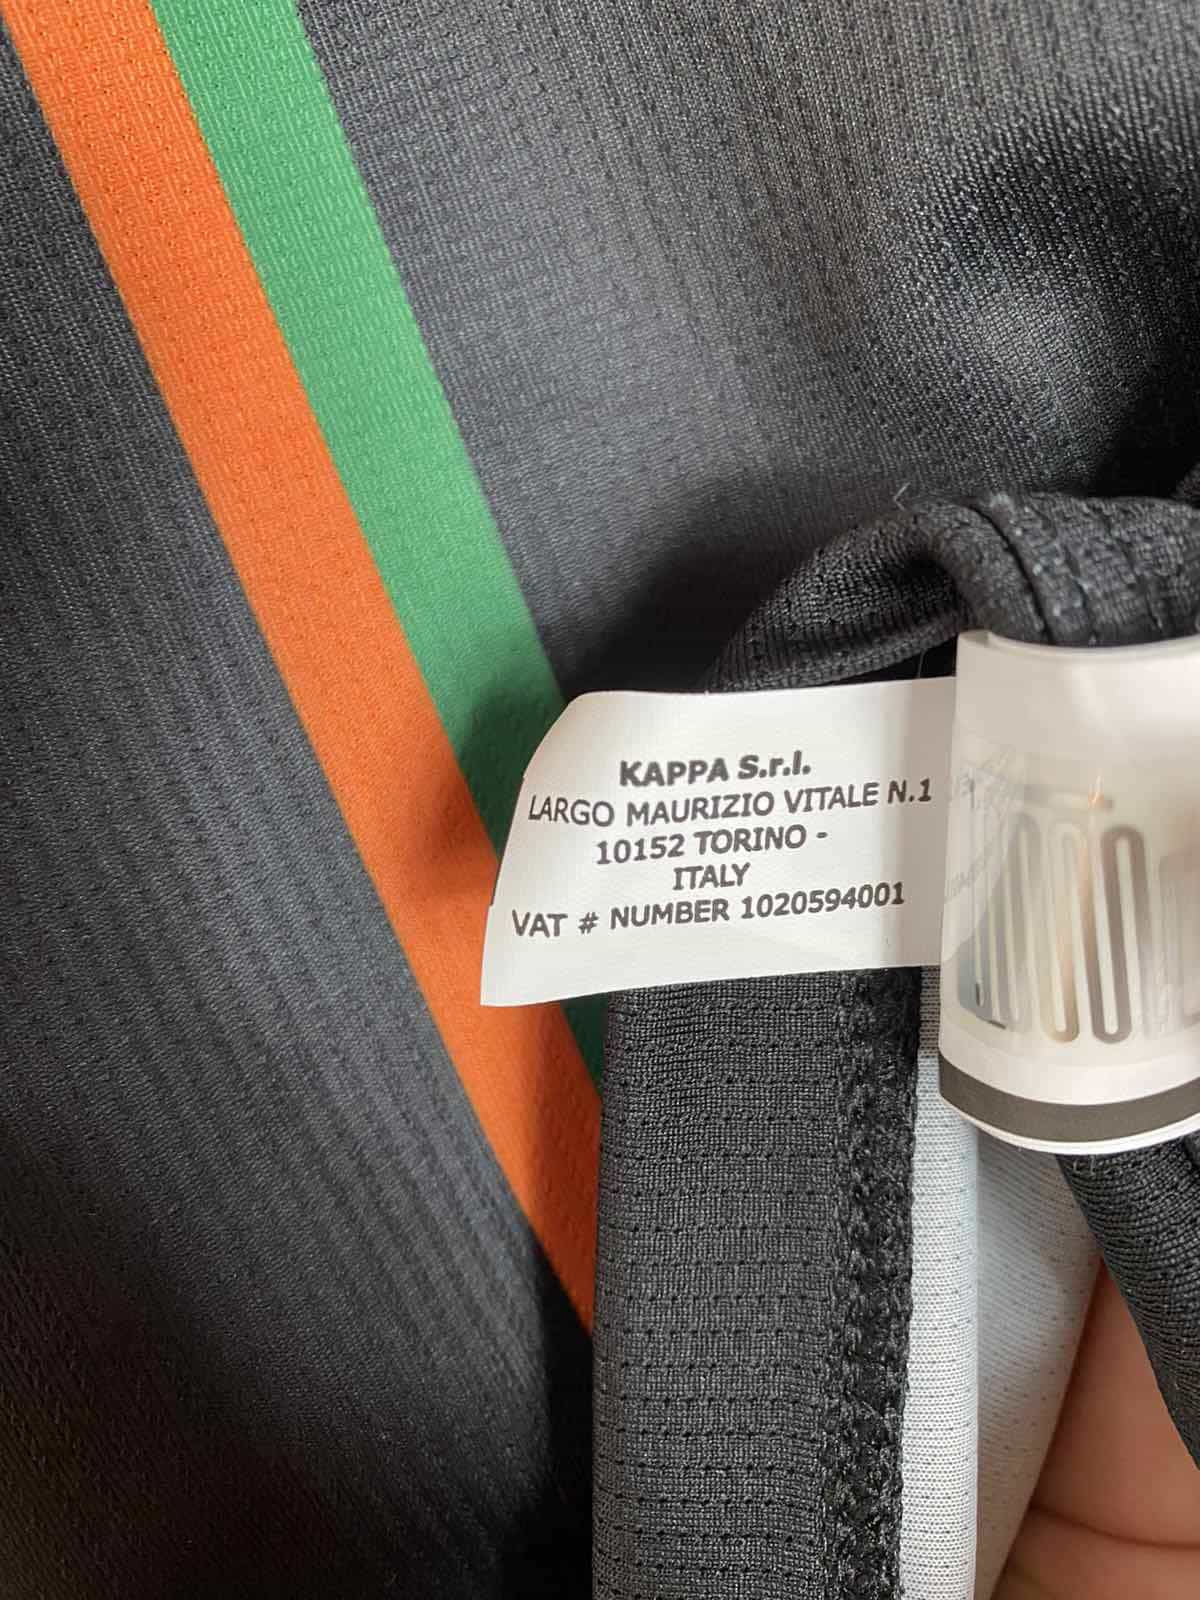 KAPPA S.r.l.
LARGO MAURIZIO VITALE N.1
10152 TORINO -
ITALY
VAT # NUMBER 1020594001